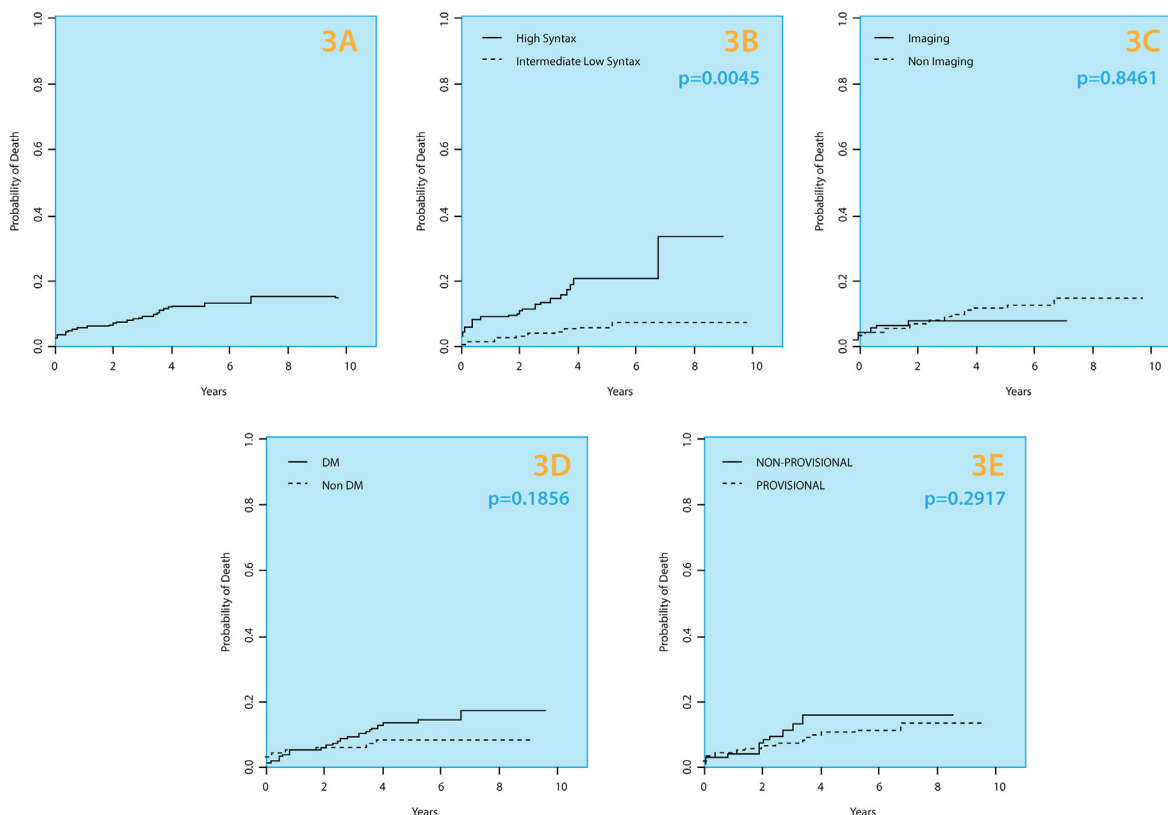 3A
1.0
0.8
0.6
0.4
0.2
0.0
Probability of Death
0 2 4 6 8 10
Years
3B
High Syntax
Intermediate Low Syntax
p=0.0045
1.0
0.8
0.6
0.4
0.2
0.0
Probability of Death
0 2 4 6 8 10
Years
3C
Imaging
Non Imaging
p=0.8461
1.0
0.8
0.6
0.4
0.2
0.0
Probability of Death
0 2 4 6 8 10
Years
3D
DM
Non DM
p=0.1856
1.0
0.8
0.6
0.4
0.2
0.0
Probability of Death
0 2 4 6 8 10
Years
3E
NON-PROVISIONAL
PROVISIONAL
p=0.2917
1.0
0.8
0.6
0.4
0.2
0.0
Probability of Death
0 2 4 6 8 10
Years